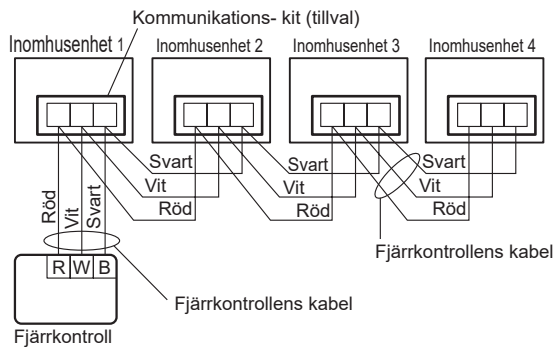 Kommunikations- kit (tillval)
Inomhusenhet 1
Inomhusenhet 2
Inomhusenhet 3
Inomhusenhet 4
Svart
Vit
Röd
Svart
Vit
Röd
Svart
Vit
Röd
Röd
Vit
Svart
Fjärrkontrollens kabel
R W B
Fjärrkontrollens kabel
Fjärrkontroll